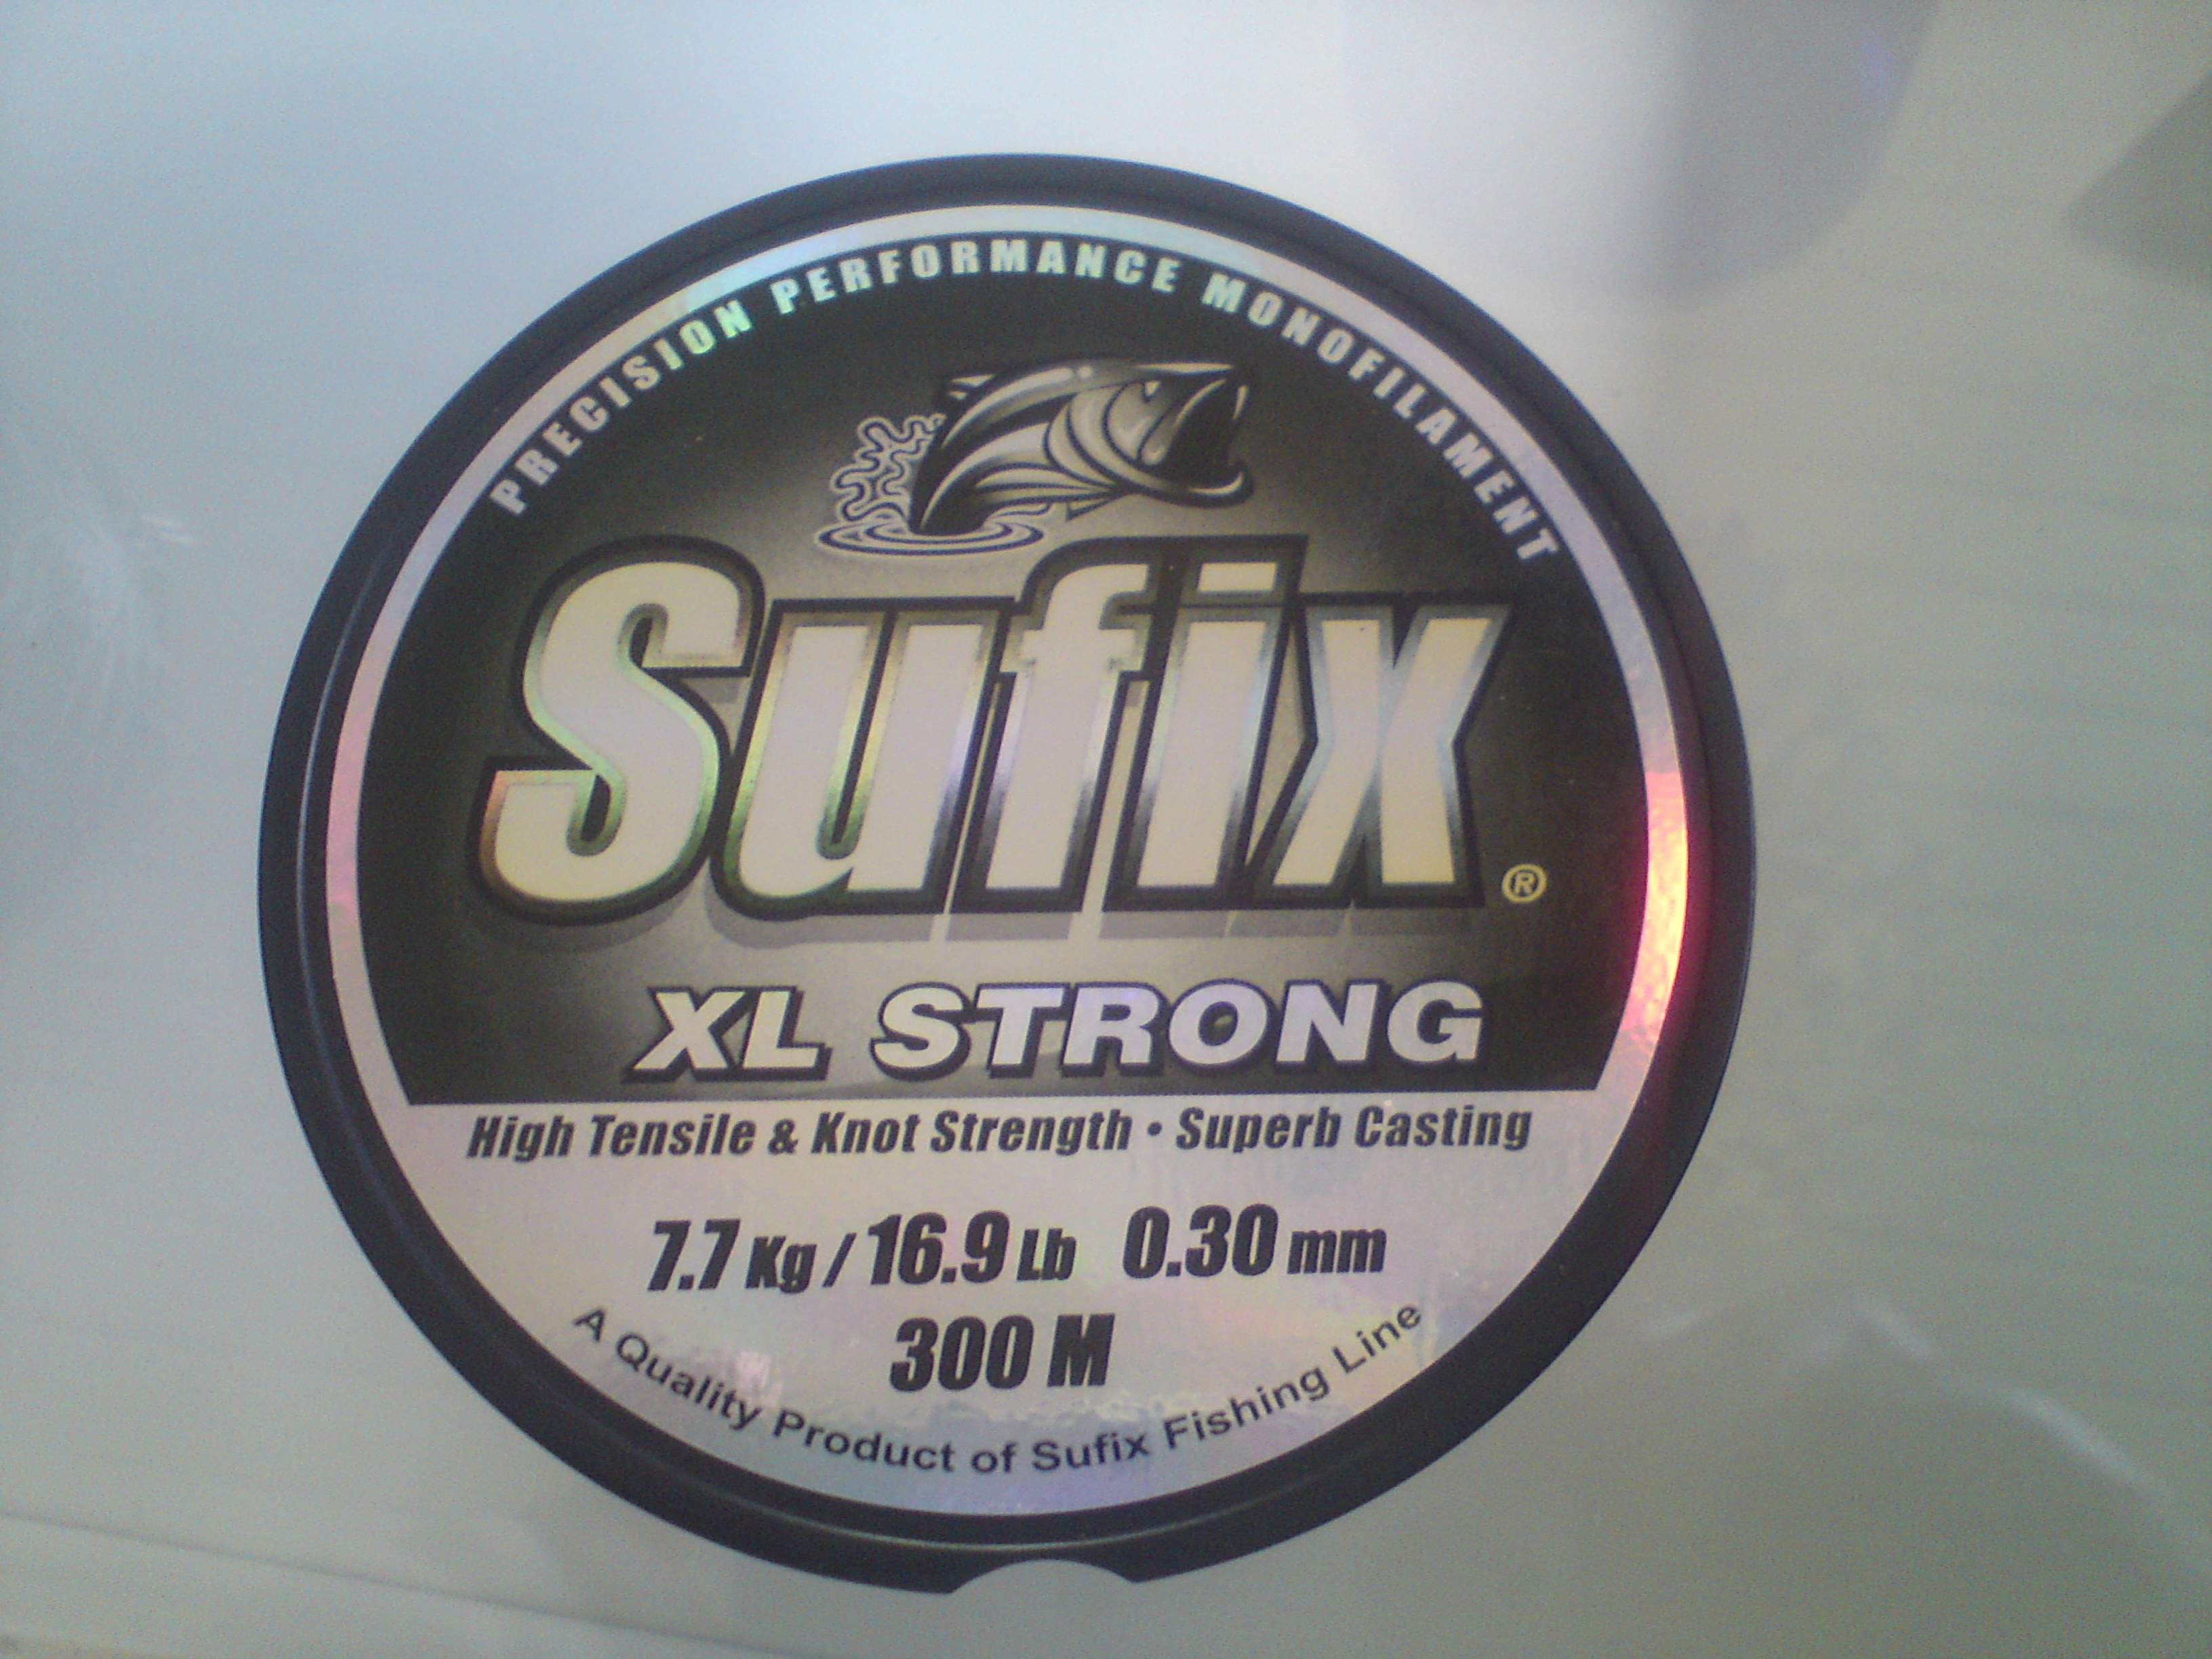 PRECISION PERFORMANCE MONOFILAMENT
Sufix®
XL STRONG
High Tensile & Knot Strength • Superb Casting
7.7 Kg / 16.9 Lb 0.30 mm
300 M
A Quality Product of Sufix Fishing Line